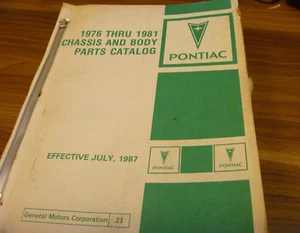 1976 THRU 1981
CHASSIS AND BODY
PARTS CATALOG
PONTIAC
EFFECTIVE JULY, 1987
PONTIAC
PONTIAC
General Motors Corporation 21